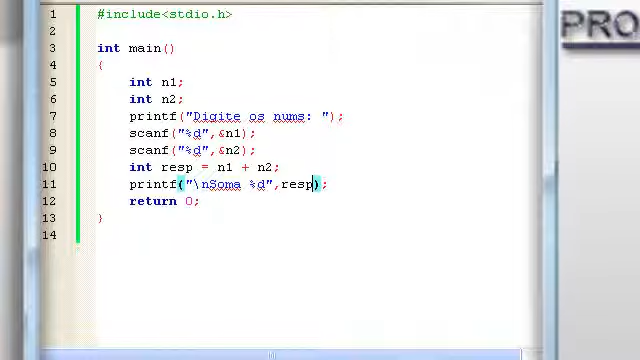 1 #include<stdio.h>
2
3 int main()
4 {
5 int n1;
6 int n2;
7 printf("Digite os nums: ");
8 scanf("%d",&n1);
9 scanf("%d",&n2);
10 int resp = n1 + n2;
11 printf("\nSoma %d",resp);
12 return 0;
13 }
14
PRO